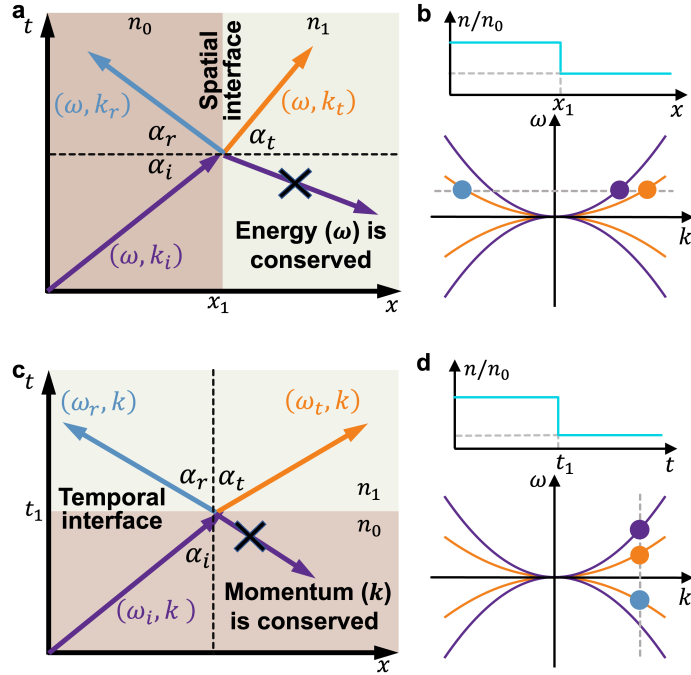 a
t
n₀
n₁
Spatial
interface
(ω, kᵣ)
(ω, kₜ)
αᵣ
αₜ
αᵢ
(ω, kᵢ)
Energy (ω) is
conserved
x₁
x
b
n/n₀
x₁
x
ω
k
c
t
(ωᵣ, k)
(ωₜ, k)
αᵣ
αₜ
n₁
t₁
Temporal
interface
n₀
αᵢ
(ωᵢ, k )
Momentum (k)
is conserved
x
d
n/n₀
t₁
t
ω
k